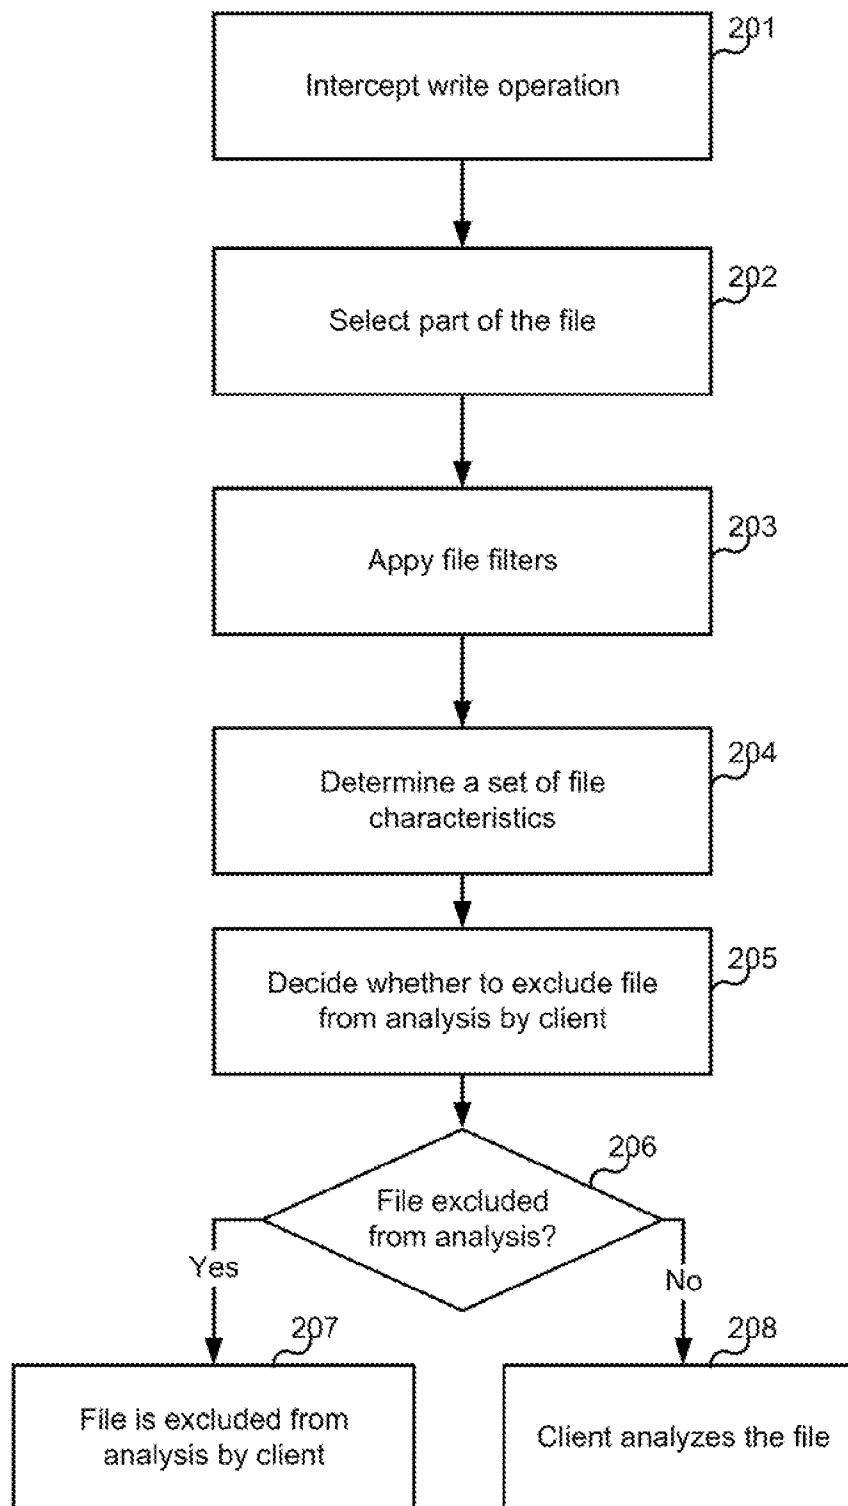 201
Intercept write operation
202
Select part of the file
203
Appy file filters
204
Determine a set of file
characteristics
205
Decide whether to exclude file
from analysis by client
206
File excluded
from analysis?
Yes
No
207
208
File is excluded from
analysis by client
Client analyzes the file